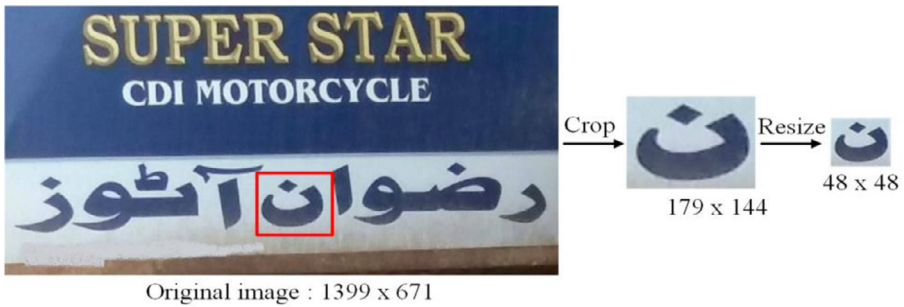 SUPER STAR
CDI MOTORCYCLE
رضوان آٹوز
Original image : 1399 x 671
Crop
ن
179 x 144
Resize
ن
48 x 48